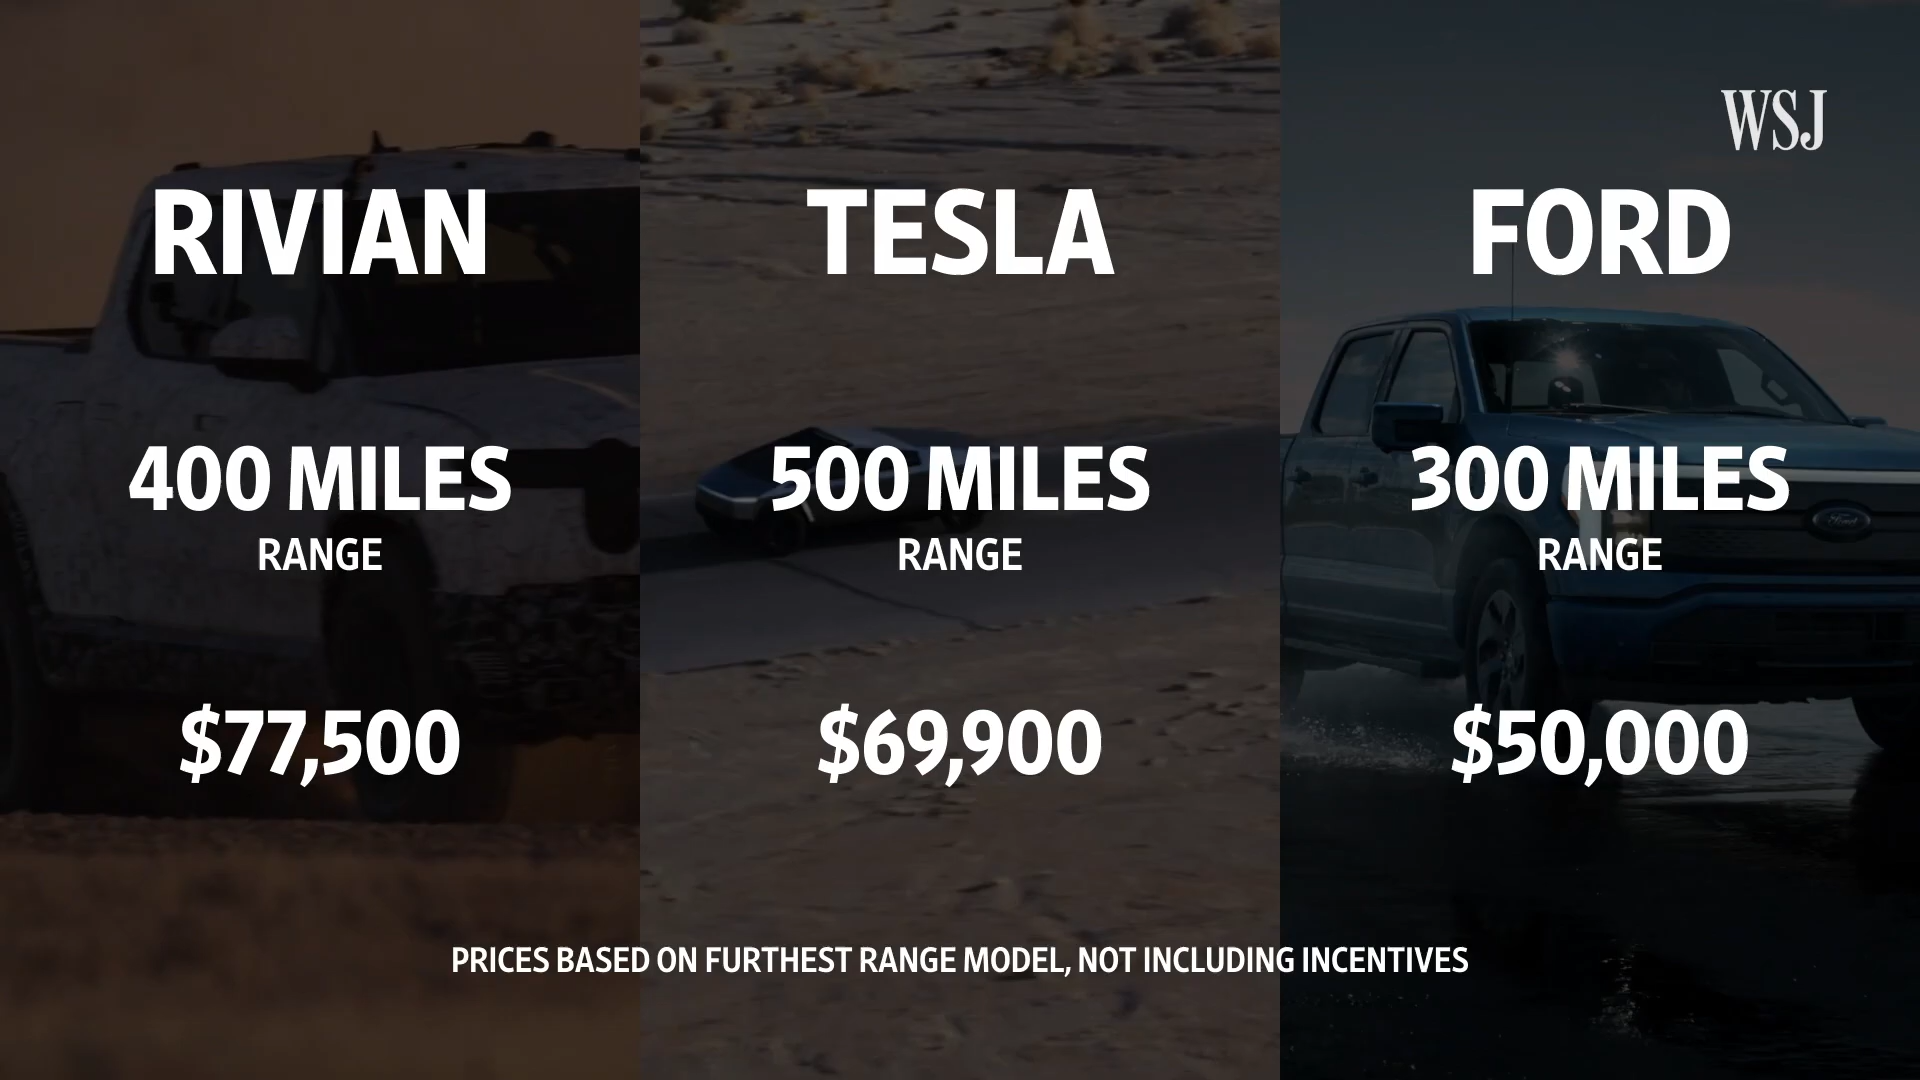 WSJ
RIVIAN
400 MILES
RANGE
$77,500
TESLA
500 MILES
RANGE
$69,900
FORD
300 MILES
RANGE
$50,000
Ford
PRICES BASED ON FURTHEST RANGE MODEL, NOT INCLUDING INCENTIVES